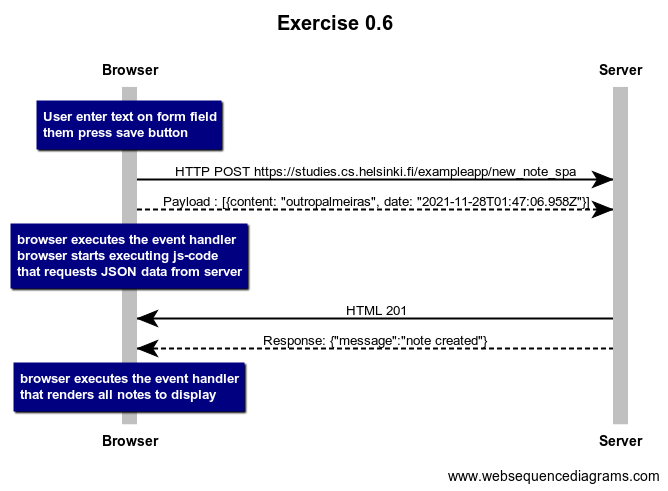 Exercise 0.6
Browser
Server
User enter text on form field
them press save button
HTTP POST https://studies.cs.helsinki.fi/exampleapp/new_note_spa
Payload : [{content: "outropalmeiras", date: "2021-11-28T01:47:06.958Z"}]
browser executes the event handler
browser starts executing js-code
that requests JSON data from server
HTML 201
Response: {"message":"note created"}
browser executes the event handler
that renders all notes to display
Browser
Server
www.websequencediagrams.com